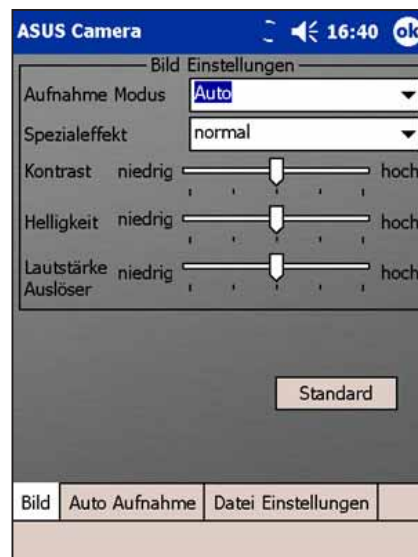 ASUS Camera 16:40 ok
Bild Einstellungen
Aufnahme Modus Auto
Spezialeffekt normal
Kontrast niedrig hoch
Helligkeit niedrig hoch
Lautstärke Auslöser niedrig hoch
Standard
Bild Auto Aufnahme Datei Einstellungen